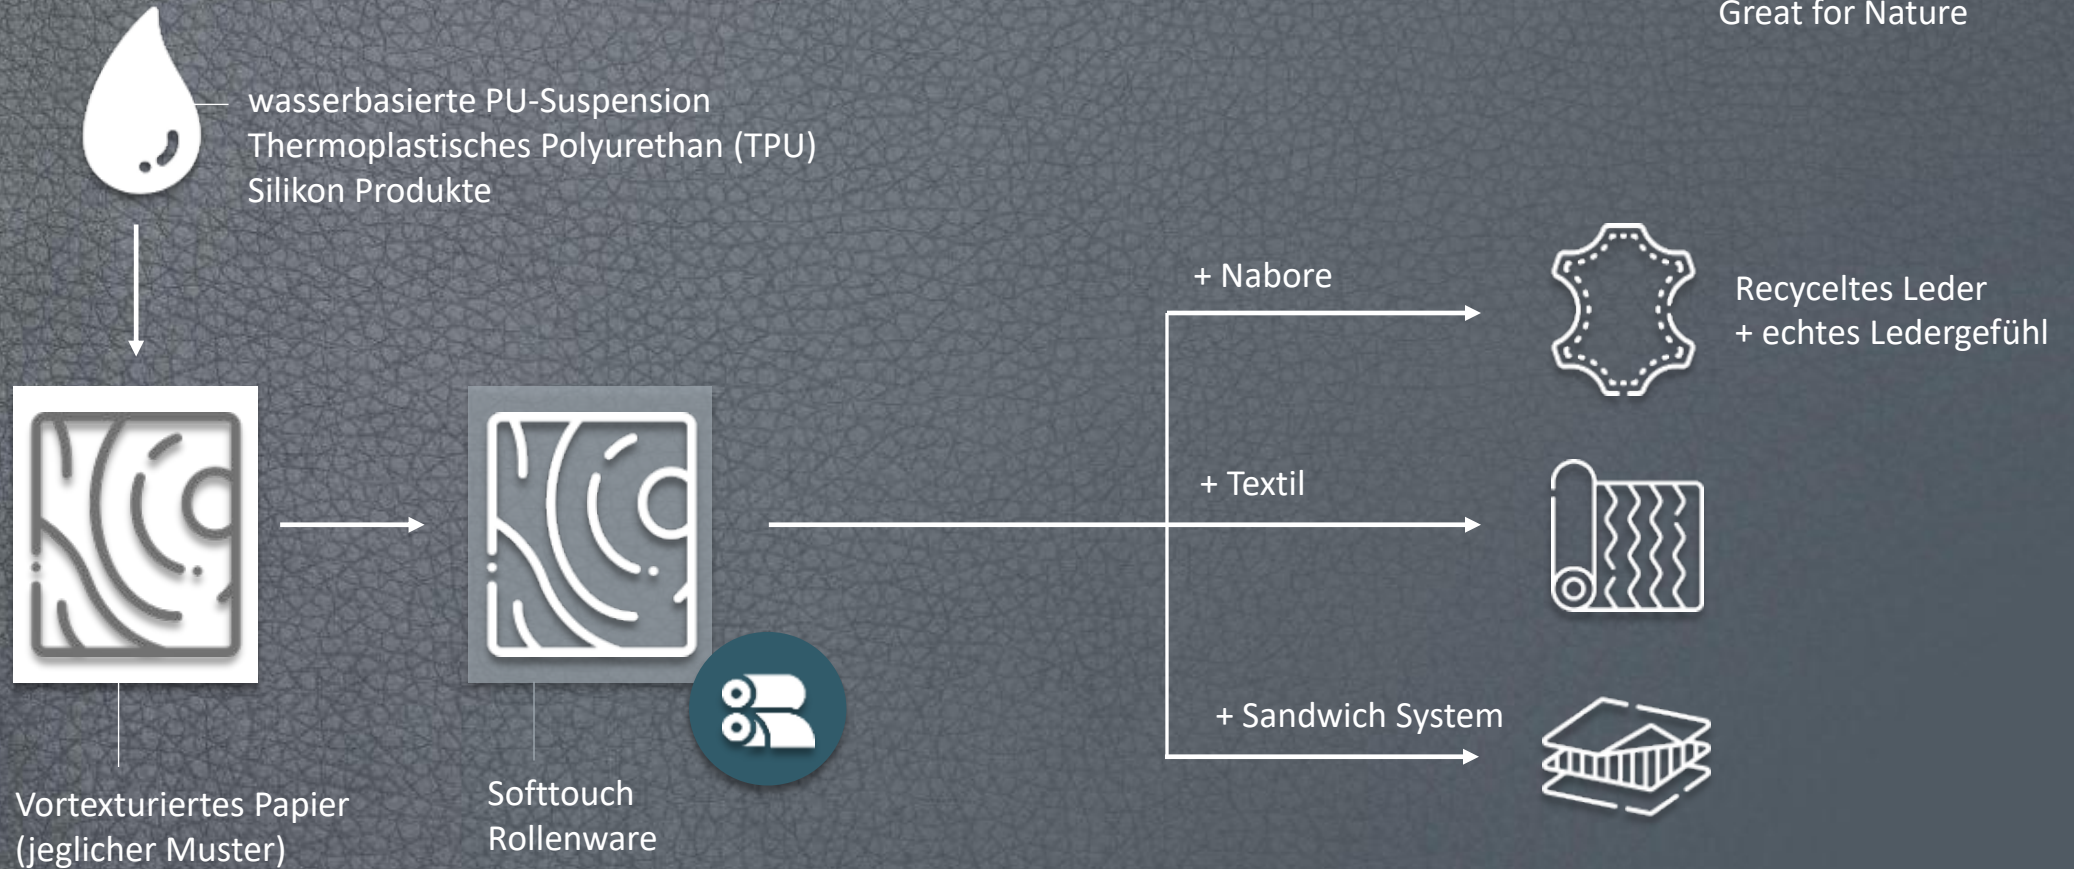 Great for Nature
wasserbasierte PU-Suspension
Thermoplastisches Polyurethan (TPU)
Silikon Produkte
+ Nabore
Recyceltes Leder
+ echtes Ledergefühl
+ Textil
+ Sandwich System
Vortexturiertes Papier
(jeglicher Muster)
Softtouch
Rollenware